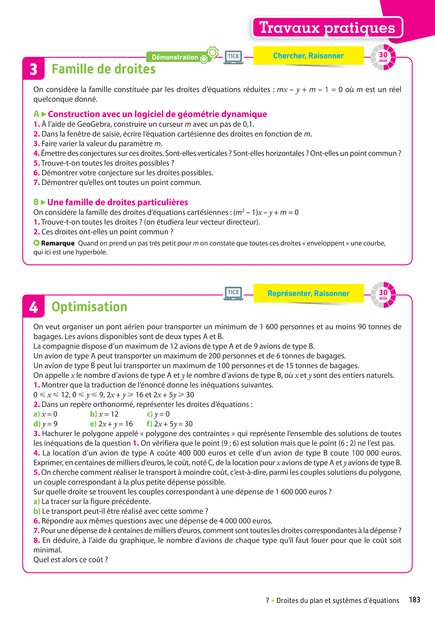 Travaux pratiques
Démonstration
TICE
Chercher, Raisonner
30
min
3 Famille de droites
On considère la famille constituée par les droites d'équations réduites : mx – y + m – 1 = 0 où m est un réel
quelconque donné.
A Construction avec un logiciel de géométrie dynamique
1. À l'aide de GeoGebra, construire un curseur m avec un pas de 0,1.
2. Dans la fenêtre de saisie, écrire l'équation cartésienne des droites en fonction de m.
3. Faire varier la valeur du paramètre m.
4. Émettre des conjectures sur ces droites. Sont-elles verticales ? Sont-elles horizontales ? Ont-elles un point commun ?
5. Trouve-t-on toutes les droites possibles ?
6. Démontrer votre conjecture sur les droites possibles.
7. Démontrer qu'elles ont toutes un point commun.
B Une famille de droites particulières
On considère la famille des droites d'équations cartésiennes : (m² – 1)x – y + m = 0
1. Trouve-t-on toutes les droites ? (on étudiera leur vecteur directeur).
2. Ces droites ont-elles un point commun ?
Remarque Quand on prend un pas très petit pour m on constate que toutes ces droites « enveloppent » une courbe,
qui ici est une hyperbole.
TICE
Représenter, Raisonner
30
min
4 Optimisation
On veut organiser un pont aérien pour transporter un minimum de 1 600 personnes et au moins 90 tonnes de
bagages. Les avions disponibles sont de deux types A et B.
La compagnie dispose d'un maximum de 12 avions de type A et de 9 avions de type B.
Un avion de type A peut transporter un maximum de 200 personnes et de 6 tonnes de bagages.
Un avion de type B peut lui transporter un maximum de 100 personnes et de 15 tonnes de bagages.
On appelle x le nombre d'avions de type A et y le nombre d'avions de type B, où x et y sont des entiers naturels.
1. Montrer que la traduction de l'énoncé donne les inéquations suivantes.
0 ⩽ x ⩽ 12, 0 ⩽ y ⩽ 9, 2x + y ⩾ 16 et 2x + 5y ⩾ 30
2. Dans un repère orthonormé, représenter les droites d'équations :
a) x = 0 b) x = 12 c) y = 0
d) y = 9 e) 2x + y = 16 f) 2x + 5y = 30
3. Hachurer le polygone appelé « polygone des contraintes » qui représente l'ensemble des solutions de toutes
les inéquations de la question 1. On vérifiera que le point (9 ; 6) est solution mais que le point (6 ; 2) ne l'est pas.
4. La location d'un avion de type A coûte 400 000 euros et celle d'un avion de type B coute 100 000 euros.
Exprimer, en centaines de milliers d'euros, le coût, noté C, de la location pour x avions de type A et y avions de type B.
5. On cherche comment réaliser le transport à moindre coût, c'est-à-dire, parmi les couples solutions du polygone,
un couple correspondant à la plus petite dépense possible.
Sur quelle droite se trouvent les couples correspondant à une dépense de 1 600 000 euros ?
a) La tracer sur la figure précédente.
b) Le transport peut-il être réalisé avec cette somme ?
6. Répondre aux mêmes questions avec une dépense de 4 000 000 euros.
7. Pour une dépense de k centaines de milliers d'euros, comment sont toutes les droites correspondantes à la dépense ?
8. En déduire, à l'aide du graphique, le nombre d'avions de chaque type qu'il faut louer pour que le coût soit
minimal.
Quel est alors ce coût ?
7 • Droites du plan et systèmes d'équations 183